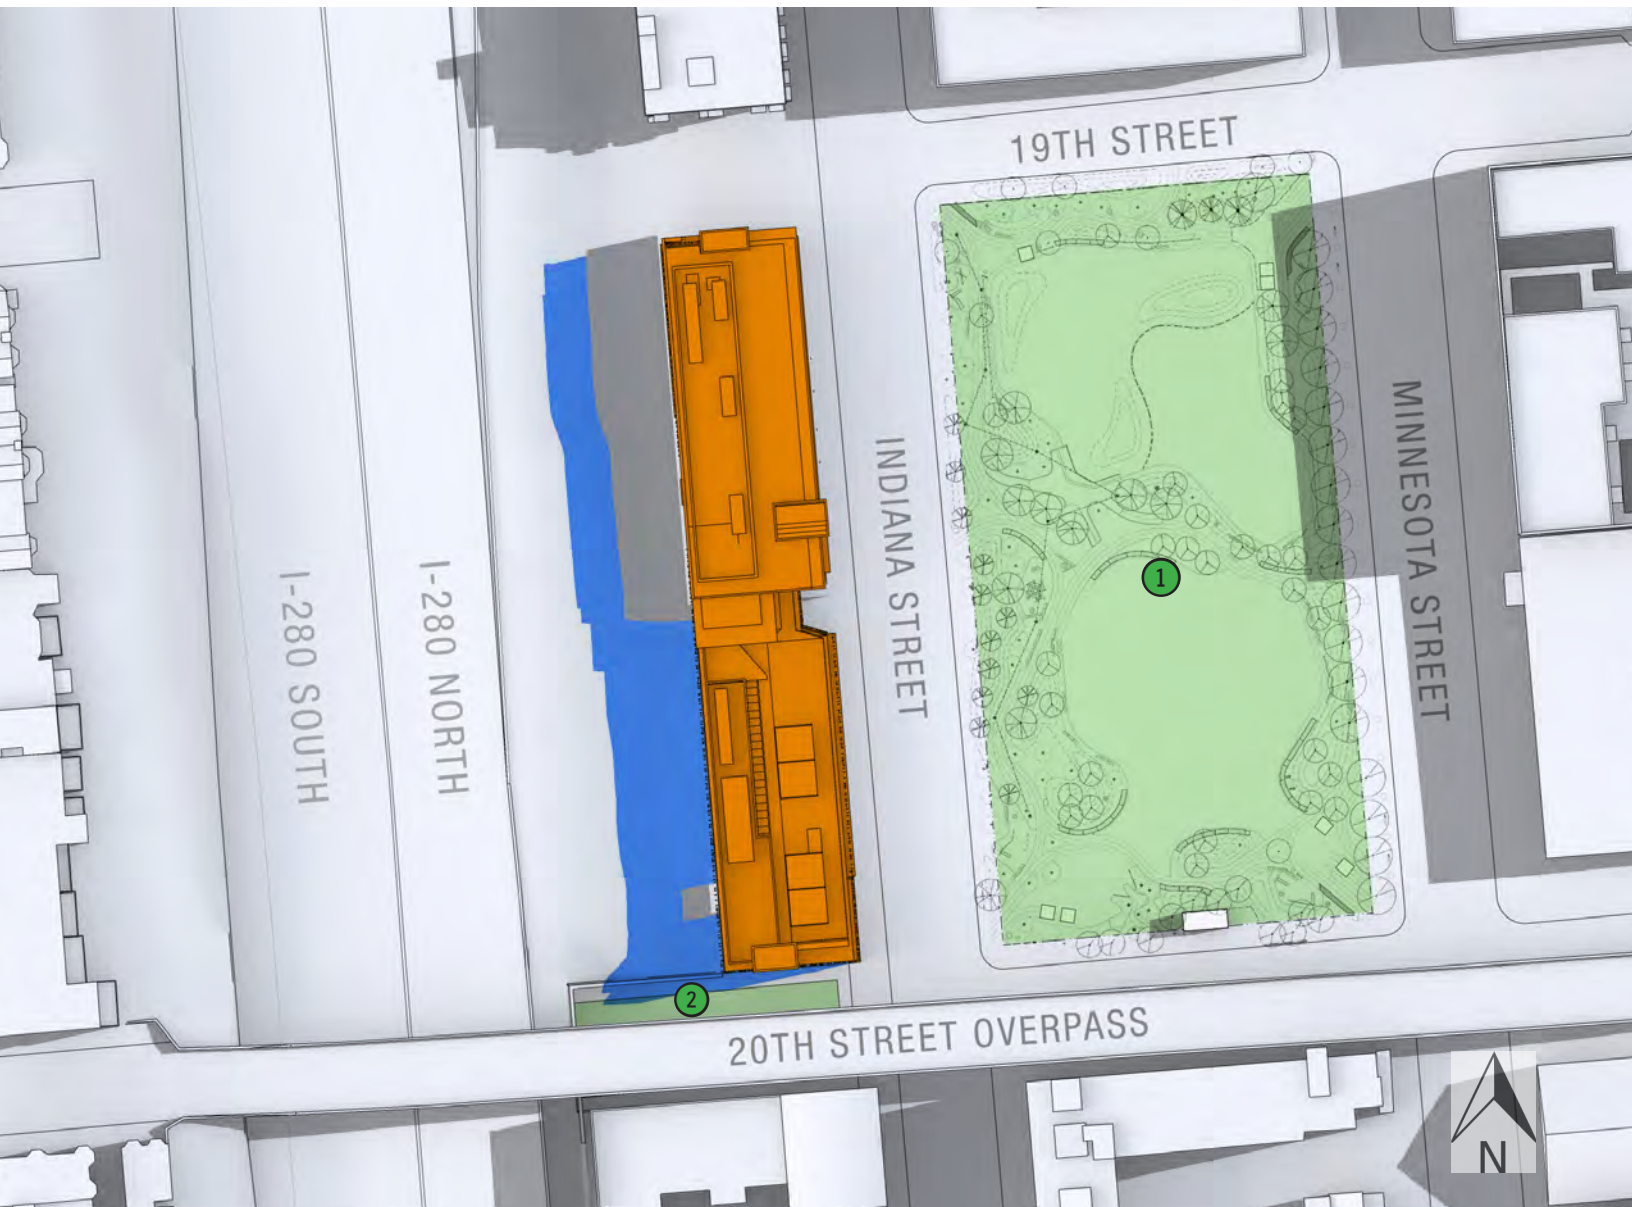 19TH STREET
MINNESOTA STREET
INDIANA STREET
I-280 NORTH
I-280 SOUTH
1
2
20TH STREET OVERPASS
N